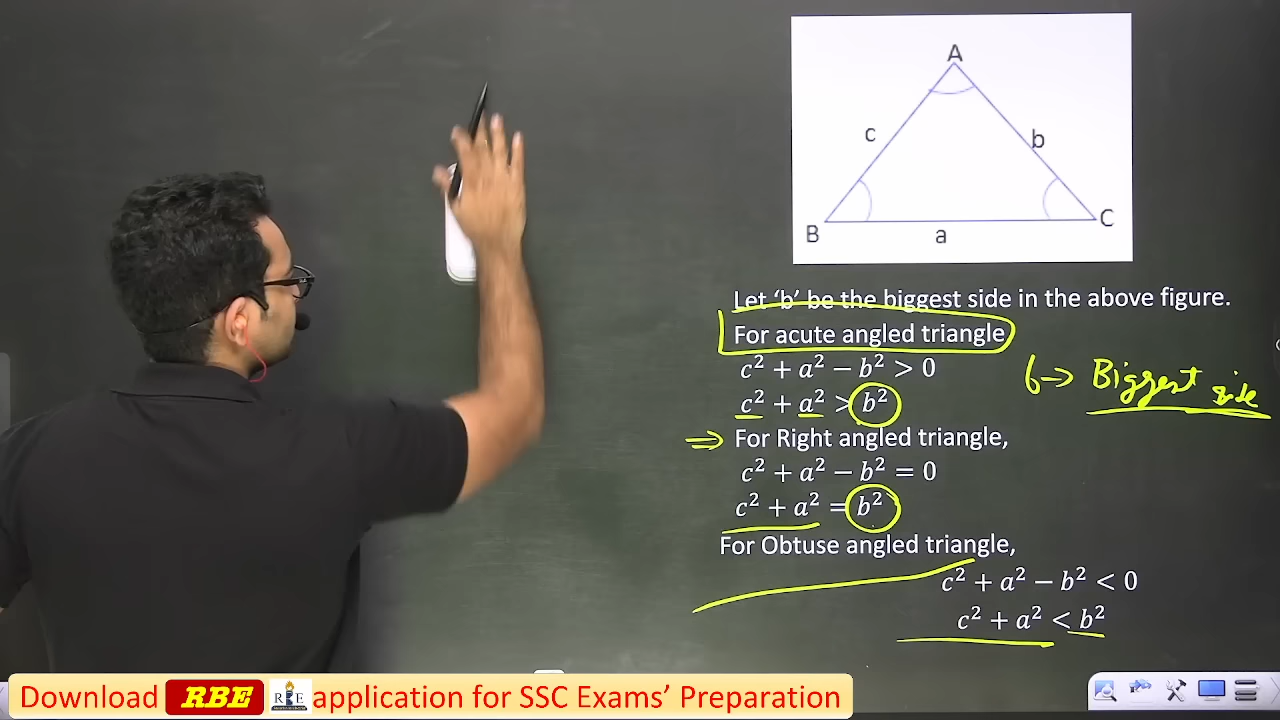 A
c
b
B
C
a
Let ‘b’ be the biggest side in the above figure.
For acute angled triangle
c² + a² − b² > 0
c² + a² > b²
b → Biggest side
⇒ For Right angled triangle,
c² + a² − b² = 0
c² + a² = b²
For Obtuse angled triangle,
c² + a² − b² < 0
c² + a² < b²
Download RBE RBE application for SSC Exams’ Preparation